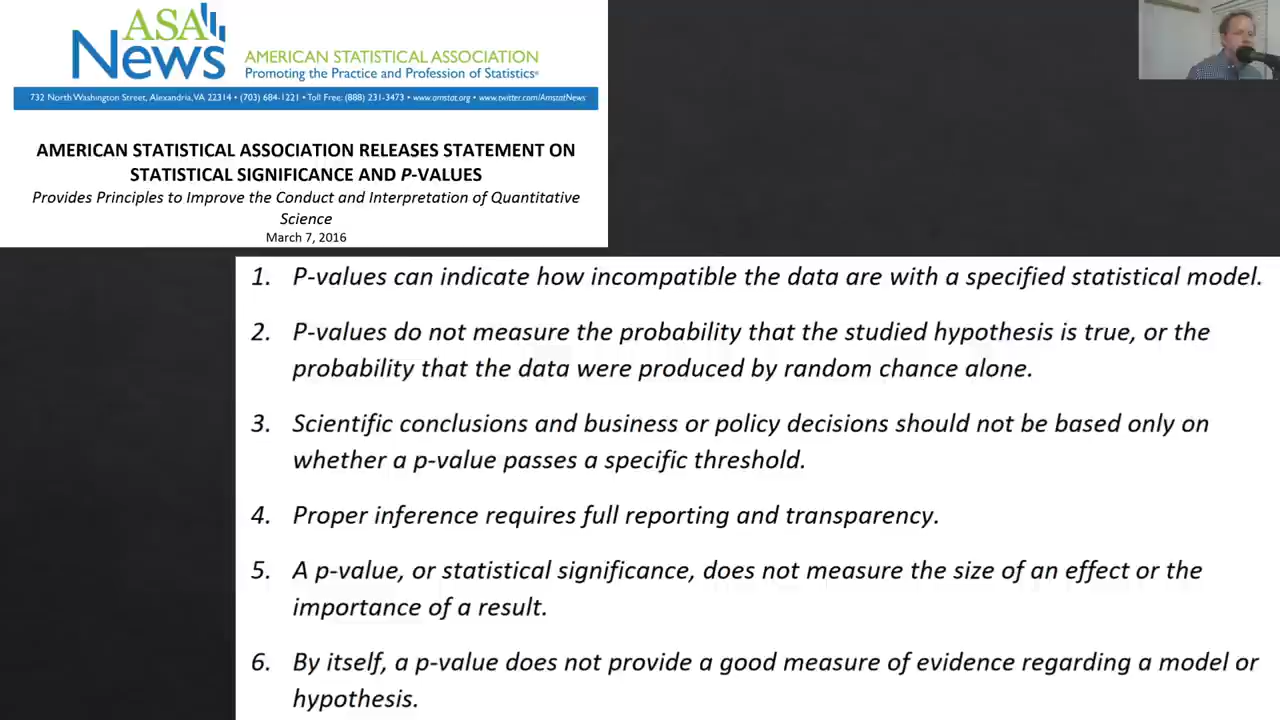 ASA
News
AMERICAN STATISTICAL ASSOCIATION
Promoting the Practice and Profession of Statistics®
732 North Washington Street, Alexandria, VA 22314 • (703) 684-1221 • Toll Free: (888) 231-3473 • www.amstat.org • www.twitter.com/AmstatNews
AMERICAN STATISTICAL ASSOCIATION RELEASES STATEMENT ON
STATISTICAL SIGNIFICANCE AND P-VALUES
Provides Principles to Improve the Conduct and Interpretation of Quantitative
Science
March 7, 2016
1. P-values can indicate how incompatible the data are with a specified statistical model.
2. P-values do not measure the probability that the studied hypothesis is true, or the
probability that the data were produced by random chance alone.
3. Scientific conclusions and business or policy decisions should not be based only on
whether a p-value passes a specific threshold.
4. Proper inference requires full reporting and transparency.
5. A p-value, or statistical significance, does not measure the size of an effect or the
importance of a result.
6. By itself, a p-value does not provide a good measure of evidence regarding a model or
hypothesis.